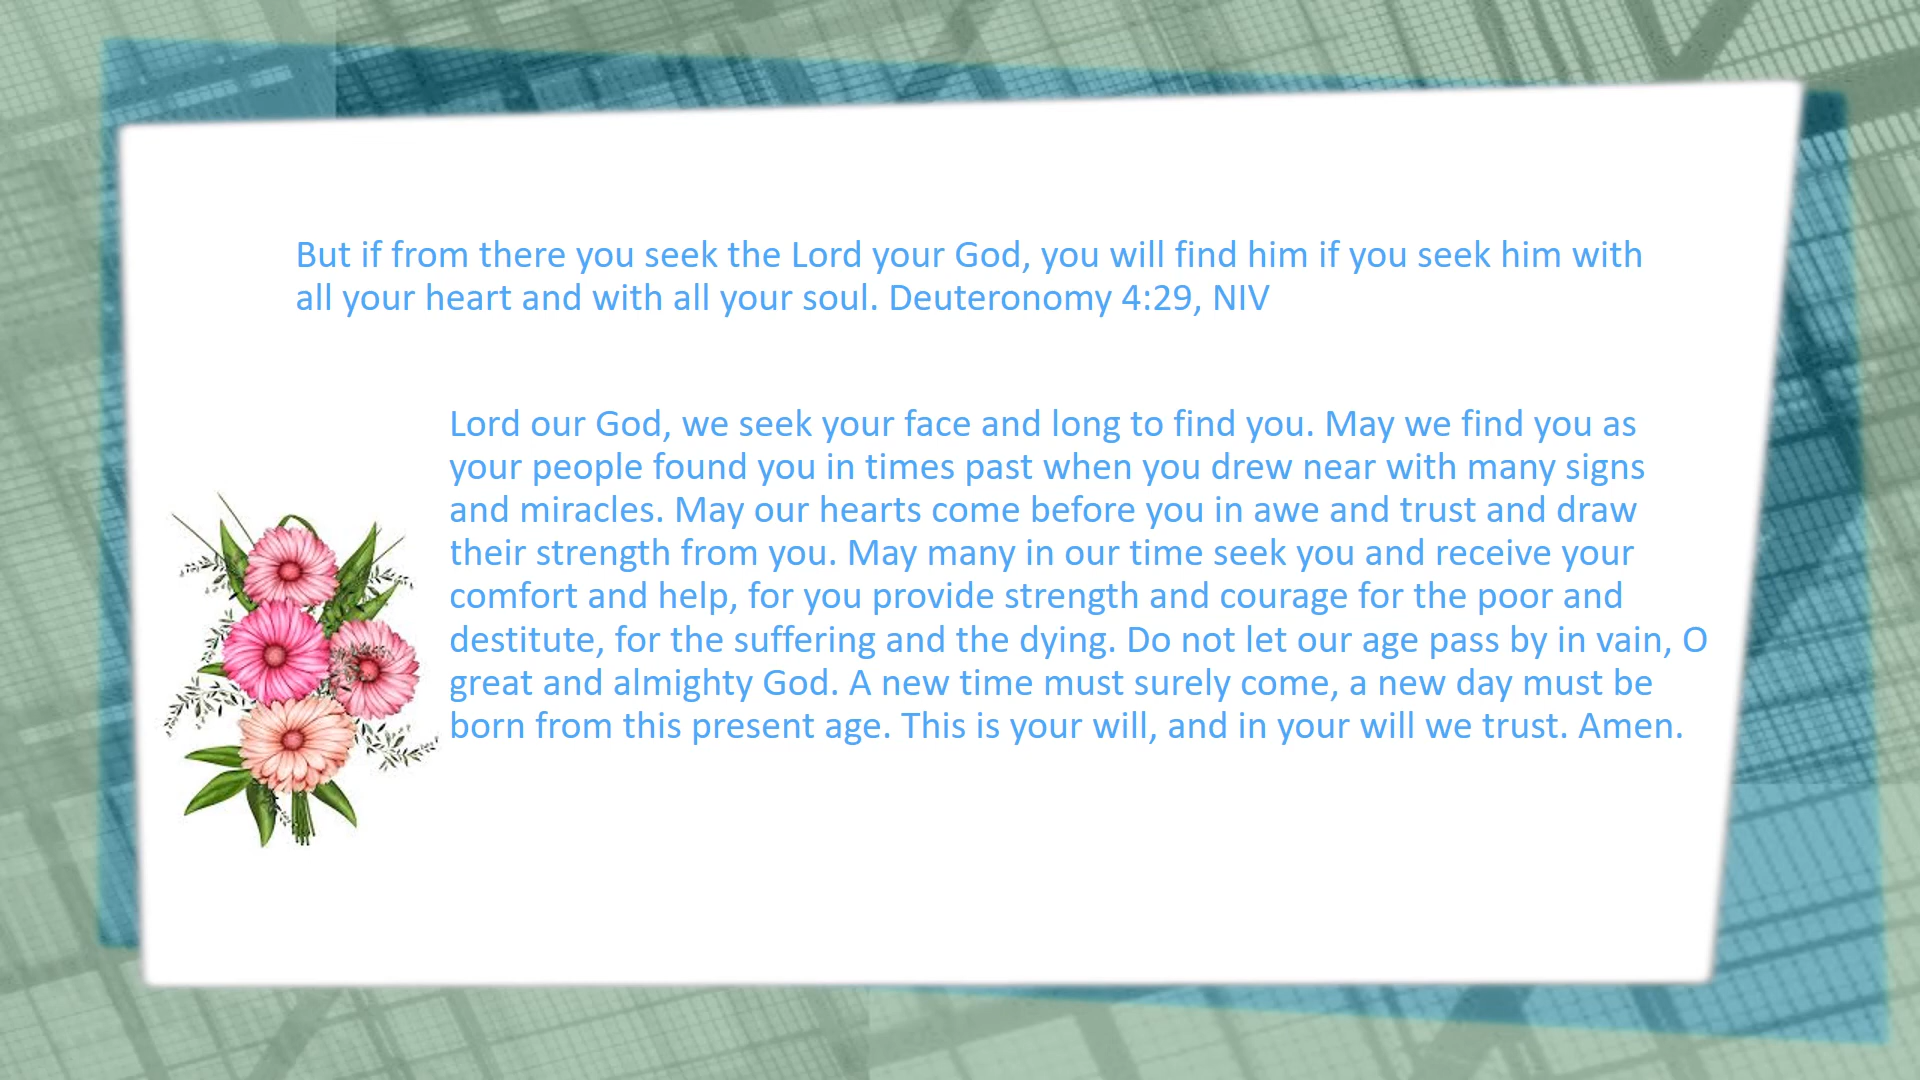 But if from there you seek the Lord your God, you will find him if you seek him with
all your heart and with all your soul. Deuteronomy 4:29, NIV
Lord our God, we seek your face and long to find you. May we find you as
your people found you in times past when you drew near with many signs
and miracles. May our hearts come before you in awe and trust and draw
their strength from you. May many in our time seek you and receive your
comfort and help, for you provide strength and courage for the poor and
destitute, for the suffering and the dying. Do not let our age pass by in vain, O
great and almighty God. A new time must surely come, a new day must be
born from this present age. This is your will, and in your will we trust. Amen.